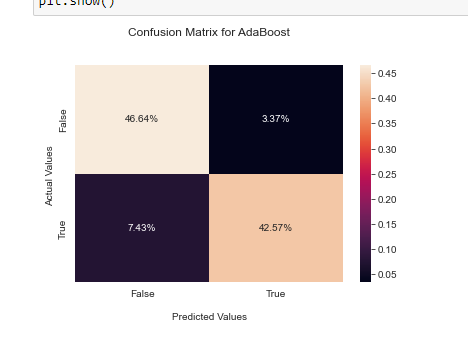 plt.show()
Confusion Matrix for AdaBoost
46.64%
3.37%
7.43%
42.57%
False
True
Actual Values
False
True
Predicted Values
0.45
0.40
0.35
0.30
0.25
0.20
0.15
0.10
0.05